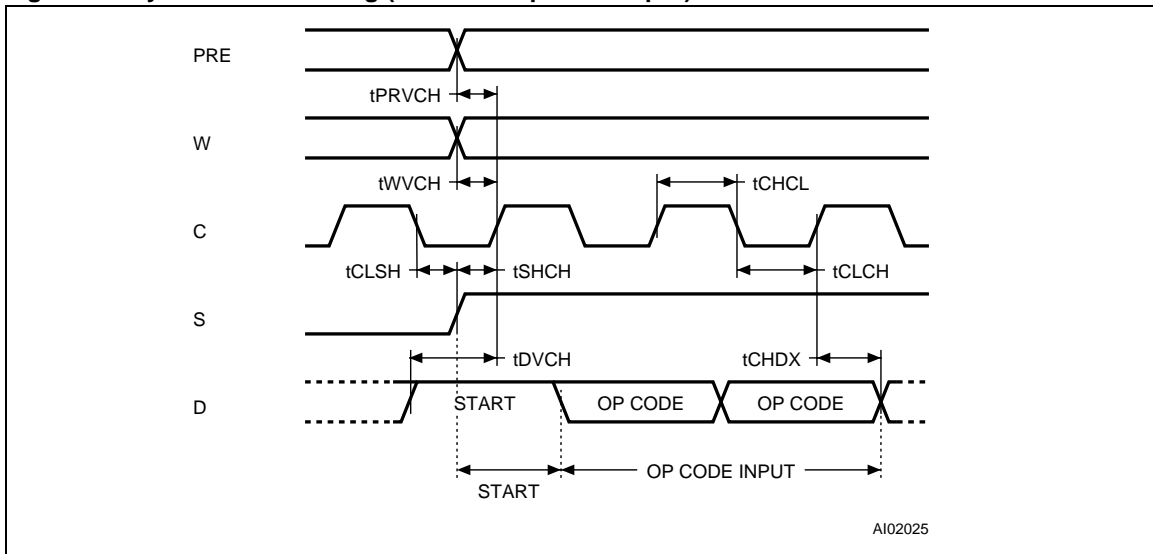 PRE
tPRVCH
W
tWVCH
tCHCL
C
tCLSH
tSHCH
tCLCH
S
tDVCH
tCHDX
D
START
OP CODE
OP CODE
OP CODE INPUT
START
AI02025